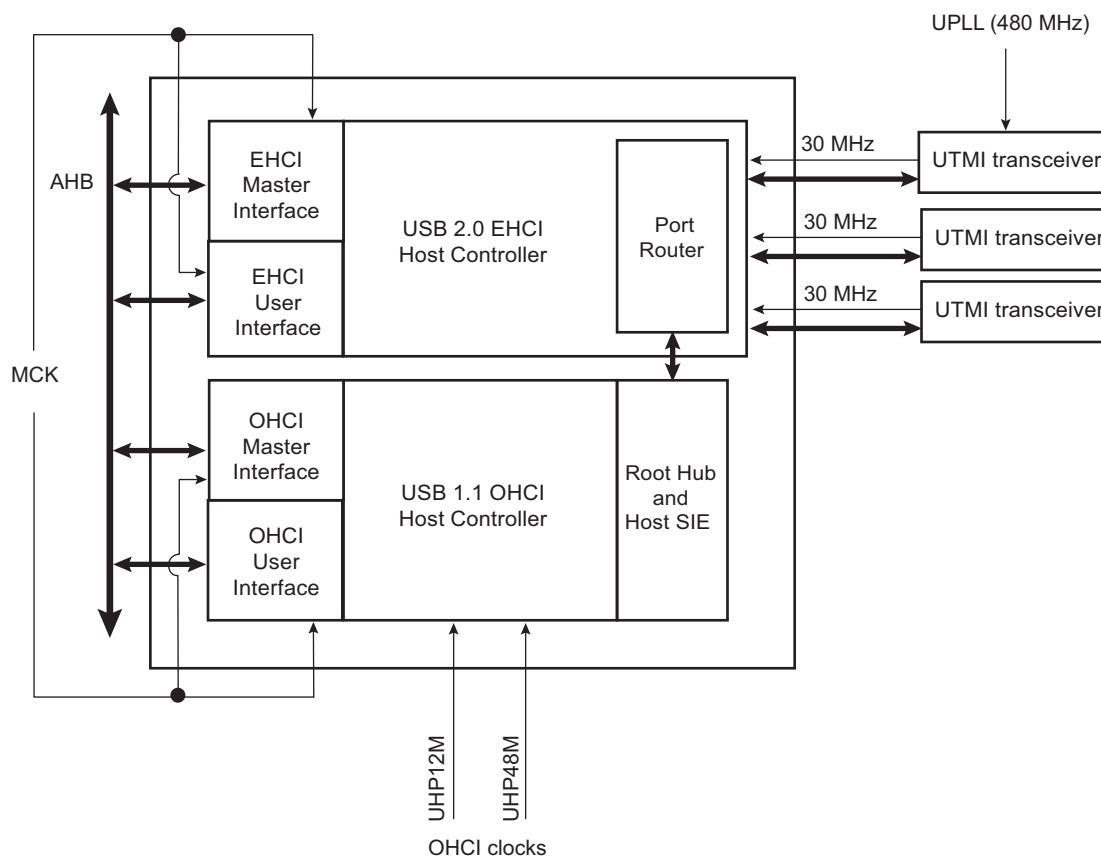 UPLL (480 MHz)
AHB
MCK
EHCI
Master
Interface
EHCI
User
Interface
USB 2.0 EHCI
Host Controller
Port
Router
30 MHz
UTMI transceiver
30 MHz
UTMI transceiver
30 MHz
UTMI transceiver
OHCI
Master
Interface
OHCI
User
Interface
USB 1.1 OHCI
Host Controller
Root Hub
and
Host SIE
UHP12M
UHP48M
OHCI clocks